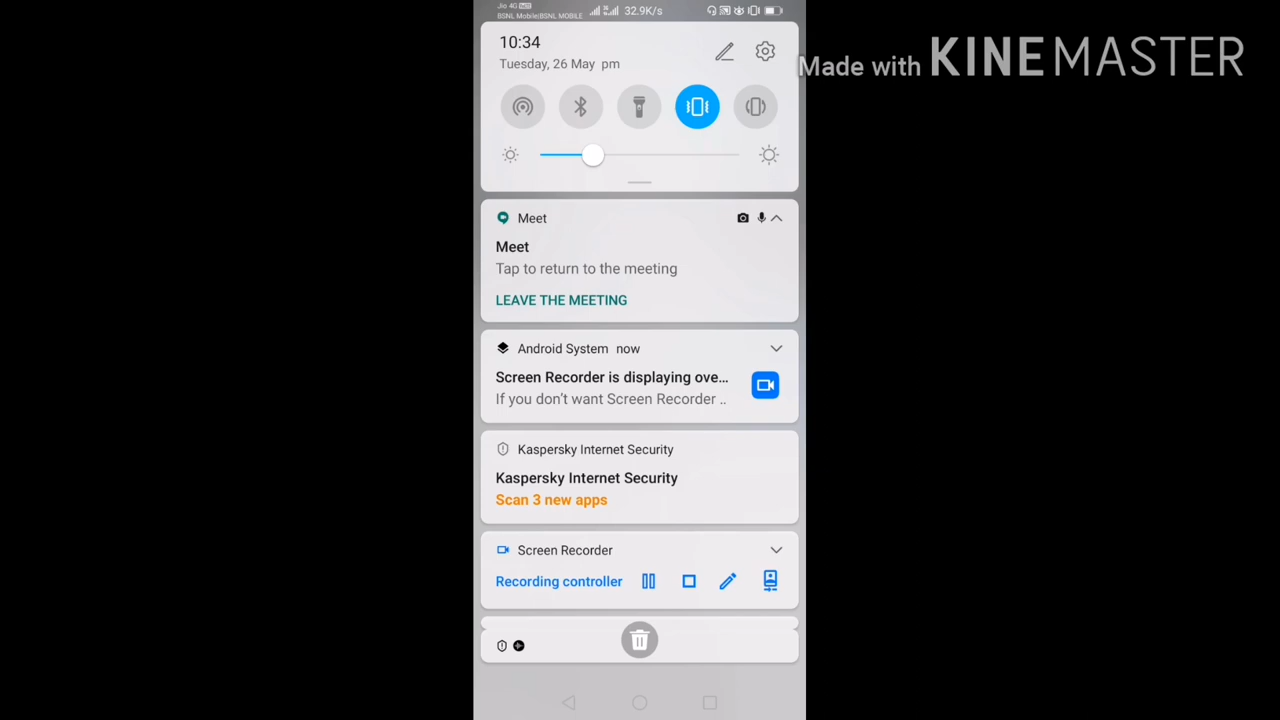 Jio 4G
BSNL Mobile|BSNL MOBILE 32.9K/s
Made with KINEMASTER
10:34
Tuesday, 26 May pm
Meet
Meet
Tap to return to the meeting
LEAVE THE MEETING
Android System now
Screen Recorder is displaying ove...
If you don't want Screen Recorder ..
Kaspersky Internet Security
Kaspersky Internet Security
Scan 3 new apps
Screen Recorder
Recording controller